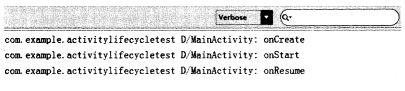 Verbose
com.example.activitylifecycletest D/MainActivity: onCreate
com.example.activitylifecycletest D/MainActivity: onStart
com.example.activitylifecycletest D/MainActivity: onResume